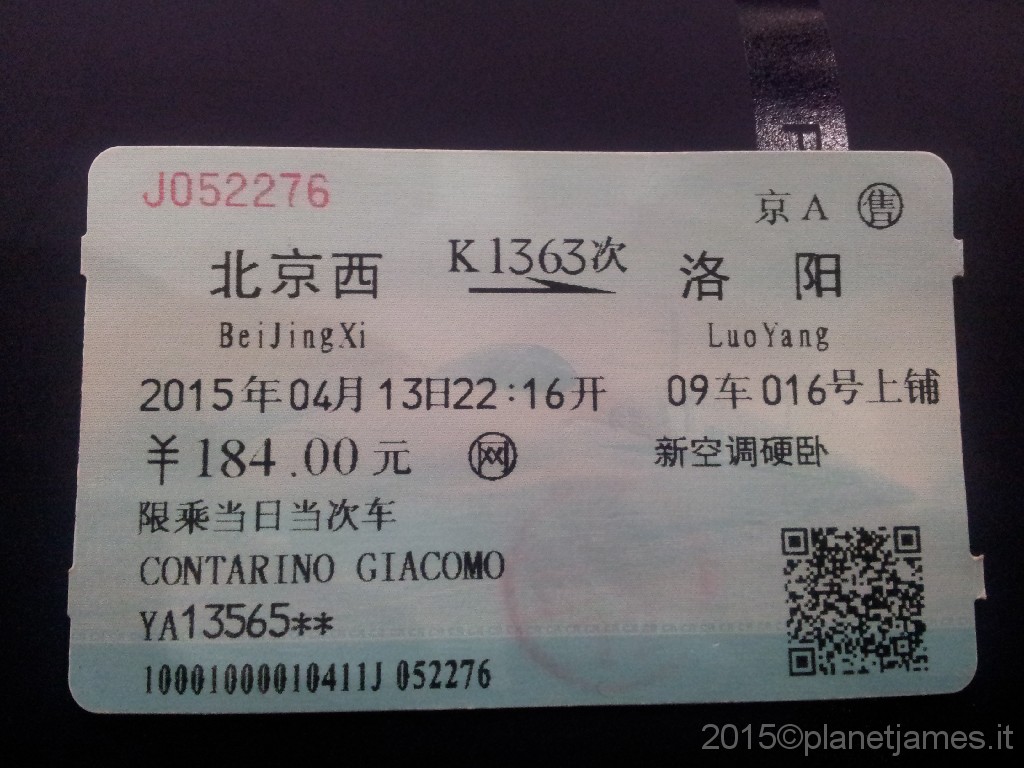 J052276
京A 售
北京西 K1363次 洛阳
BeiJingXi LuoYang
2015年04月13日22:16开 09车016号上铺
¥184.00元 网 新空调硬卧
限乘当日当次车
CONTARINO GIACOMO
YA13565**
10001000010411J 052276
2015©planetjames.it